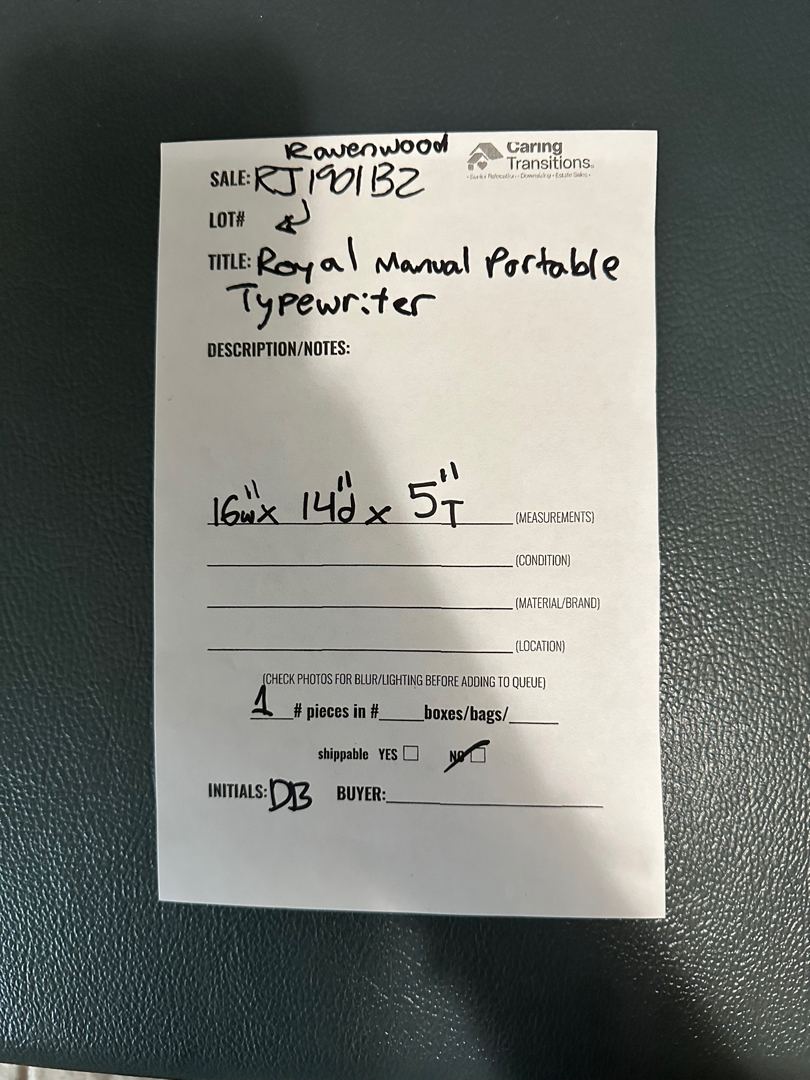 Ravenwood
Caring
Transitions
SALE: RJ1901B2
LOT#
TITLE: Royal Manual Portable
Typewriter
DESCRIPTION/NOTES:
16"w x 14"d x 5"T (MEASUREMENTS)
(CONDITION)
(MATERIAL/BRAND)
(LOCATION)
(CHECK PHOTOS FOR BLUR/LIGHTING BEFORE ADDING TO QUEUE)
1 # pieces in # boxes/bags/
shippable YES NO
INITIALS: DB BUYER: